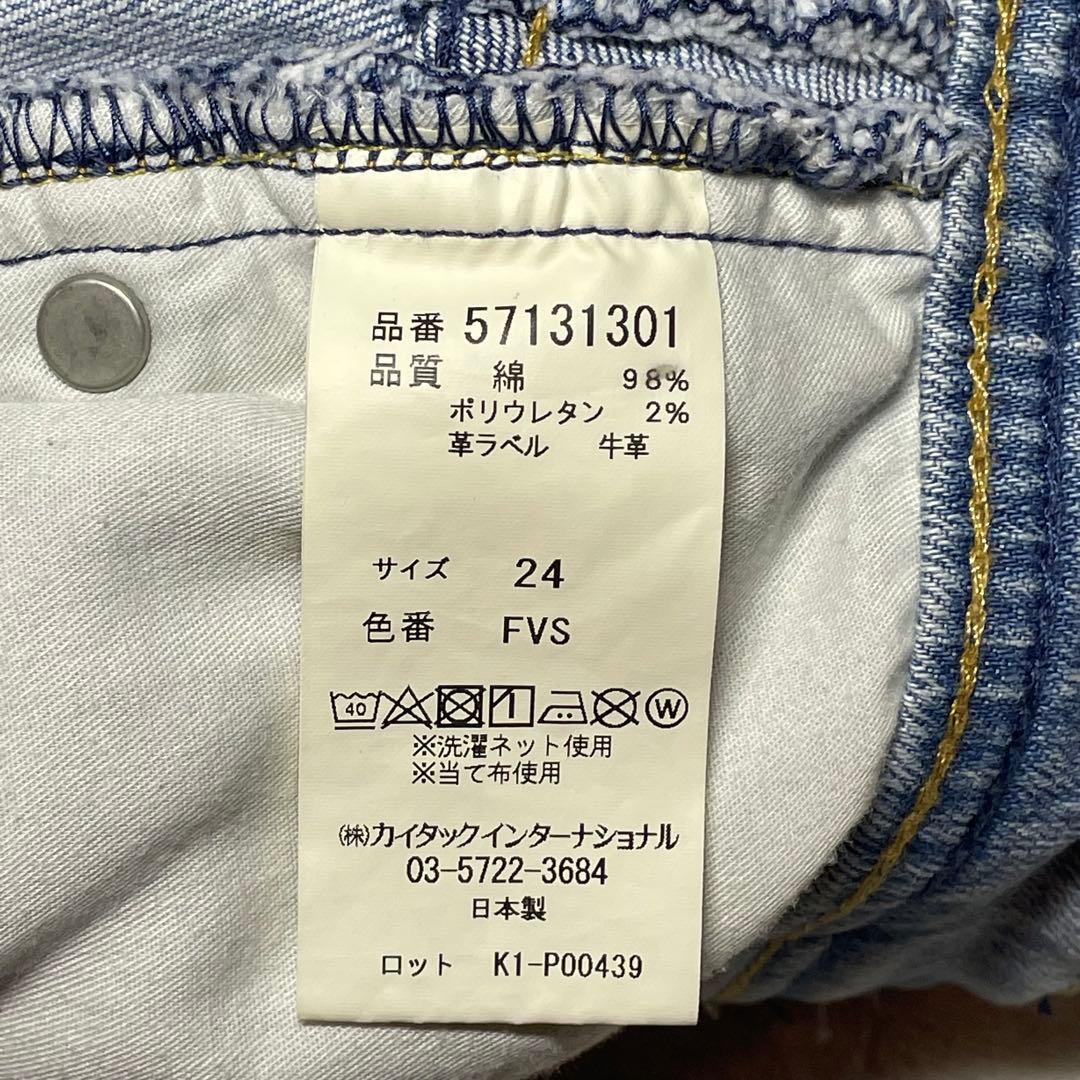 品番 57131301
品質 綿 98%
ポリウレタン 2%
革ラベル 牛革
サイズ 24
色番 FVS
40 W
※洗濯ネット使用
※当て布使用
㈱カイタックインターナショナル
03-5722-3684
日本製
ロット K1-P00439